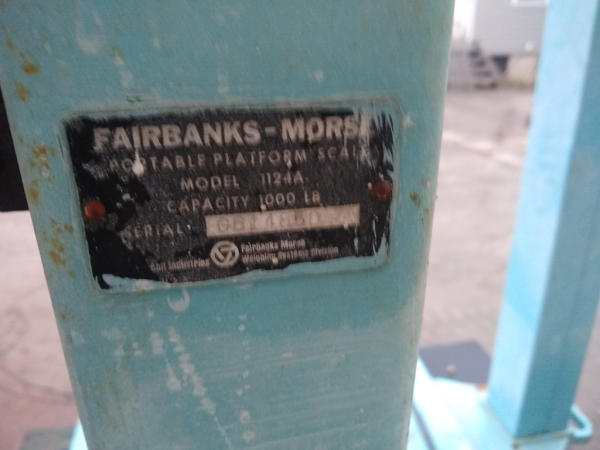 FAIRBANKS-MORSE
PORTABLE PLATFORM SCALE
MODEL 1124A
CAPACITY 1000 LB
SERIAL
Fairbanks Morse
Colt Industries Weighing Systems Division